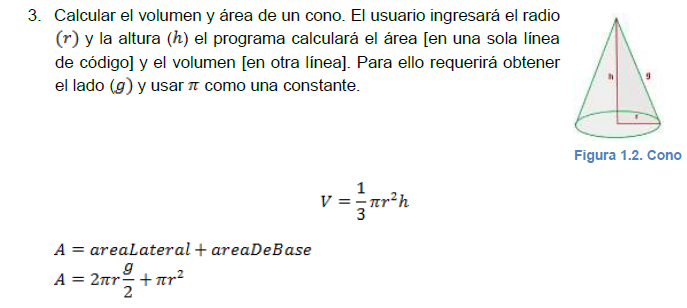 3. Calcular el volumen y área de un cono. El usuario ingresará el radio
(r) y la altura (h) el programa calculará el área [en una sola línea
de código] y el volumen [en otra línea]. Para ello requerirá obtener
el lado (g) y usar π como una constante.
h
g
r
Figura 1.2. Cono
V = 1/3 πr²h
A = areaLateral + areaDeBase
A = 2πr g/2 + πr²